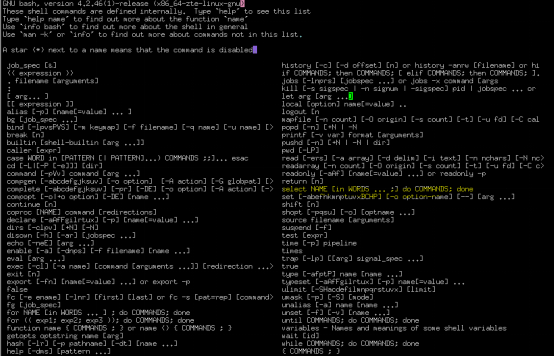 GNU bash, version 4.2.46(1)-release (x86_64-zte-linux-gnu)
These shell commands are defined internally.  Type `help' to see this list
Type `help name' to find out more about the function `name'
Use `info bash' to find out more about the shell in general
Use `man -k' or `info' to find out more about commands not in this list.
A star (*) next to a name means that the command is disabled
job_spec [&]
(( expression ))
. filename [arguments]
:
[ arg... ]
[[ expression ]]
alias [-p] [name[=value] ... ]
bg [job_spec ...]
bind [-lpvsPVS] [-m keymap] [-f filename] [-q name] [-u name] [>
break [n]
builtin [shell-builtin [arg ...]]
caller [expr]
case WORD in [PATTERN [| PATTERN]...) COMMANDS ;;]... esac
cd [-L|[-P [-e]]] [dir]
command [-pVv] command [arg ...]
compgen [-abcdefgjksuv] [-o option]  [-A action] [-G globpat] [>
complete [-abcdefgjksuv] [-pr] [-DE] [-o option] [-A action] [->
compopt [-o|+o option] [-DE] [name ...]
continue [n]
coproc [NAME] command [redirections]
declare [-aAfFgilrtux] [-p] [name[=value] ...]
dirs [-clpv] [+N] [-N]
disown [-h] [-ar] [jobspec ...]
echo [-neE] [arg ...]
enable [-a] [-dnps] [-f filename] [name ...]
eval [arg ...]
exec [-cl] [-a name] [command [arguments ...]] [redirection ...>
exit [n]
export [-fn] [name[=value] ...] or export -p
false
fc [-e ename] [-lnr] [first] [last] or fc -s [pat=rep] [command>
fg [job_spec]
for NAME [in WORDS ... ] ; do COMMANDS; done
for (( exp1; exp2; exp3 )); do COMMANDS; done
function name { COMMANDS ; } or name () { COMMANDS ; }
getopts optstring name [arg]
hash [-lr] [-p pathname] [-dt] [name ...]
help [-dms] [pattern ...]
history [-c] [-d offset] [n] or history -anrw [filename] or hi
if COMMANDS; then COMMANDS; [ elif COMMANDS; then COMMANDS; ].
jobs [-lnprs] [jobspec ...] or jobs -x command [args]
kill [-s sigspec | -n signum | -sigspec] pid | jobspec ... or
let arg [arg ...]
local [option] name[=value] ...
logout [n]
mapfile [-n count] [-O origin] [-s count] [-t] [-u fd] [-C cal
popd [-n] [+N | -N]
printf [-v var] format [arguments]
pushd [-n] [+N | -N | dir]
pwd [-LP]
read [-ers] [-a array] [-d delim] [-i text] [-n nchars] [-N nc>
readarray [-n count] [-O origin] [-s count] [-t] [-u fd] [-C c>
readonly [-aAf] [name[=value] ...] or readonly -p
return [n]
select NAME [in WORDS ... ;] do COMMANDS; done
set [-abefhkmnptuvxBCHP] [-o option-name] [--] [arg ...]
shift [n]
shopt [-pqsu] [-o] [optname ...]
source filename [arguments]
suspend [-f]
test [expr]
time [-p] pipeline
times
trap [-lp] [[arg] signal_spec ...]
true
type [-afptP] name [name ...]
typeset [-aAfFgilrtux] [-p] name[=value] ...
ulimit [-SHacdefilmnpqrstuvx] [limit]
umask [-p] [-S] [mode]
unalias [-a] name [name ...]
unset [-f] [-v] [name ...]
until COMMANDS; do COMMANDS; done
variables - Names and meanings of some shell variables
wait [id]
while COMMANDS; do COMMANDS; done
{ COMMANDS ; }